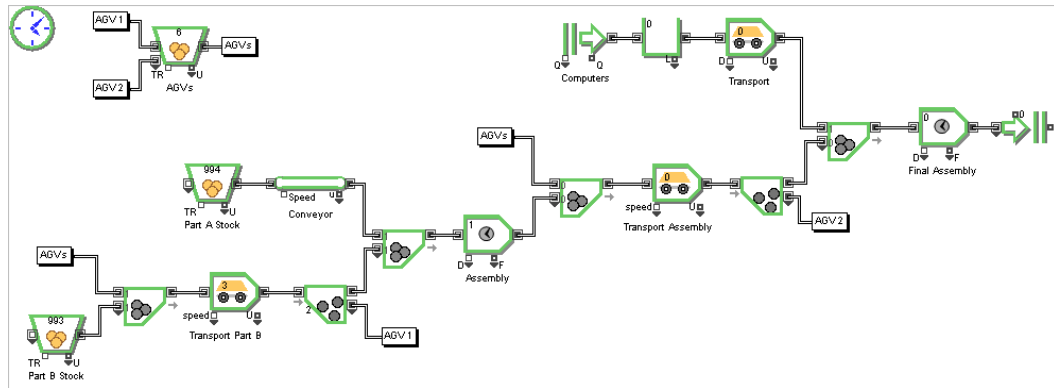 AGV1
6
AGVs
TR U
AGV2
AGVs
0
0
Q Q
Computers
L
D U
Transport
0
0
D F
Final Assembly
AGVs
994
TR U
Part A Stock
Speed U
Conveyor
0
0
0
speed U
Transport Assembly
AGV2
1
D F
Assembly
AGVs
3
speed U
Transport Part B
2
AGV1
993
TR U
Part B Stock